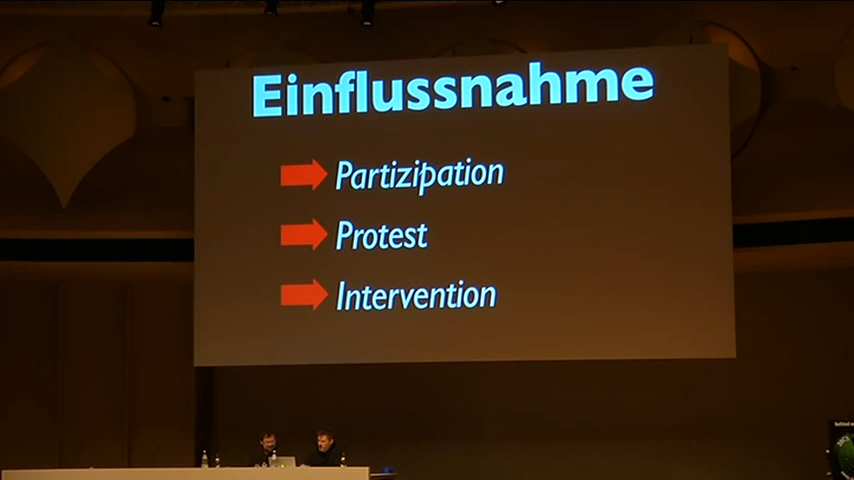 Einflussnahme
Partizipation
Protest
Intervention